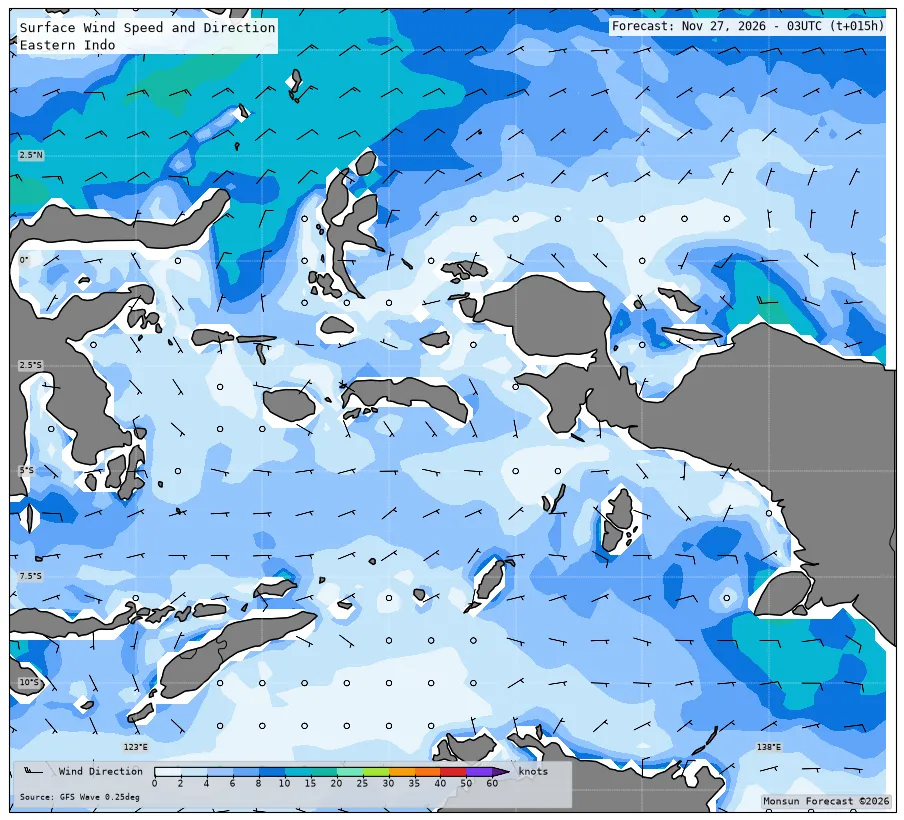 Surface Wind Speed and Direction
Eastern Indo
Forecast: Nov 27, 2026 - 03UTC (t+015h)
2.5°N
0°
2.5°S
5°S
7.5°S
10°S
123°E
138°E
Wind Direction
knots
0 2 4 6 8 10 15 20 25 30 40 50 60
Source: GFS Wave 0.25deg
Monsun Forecast ©2026